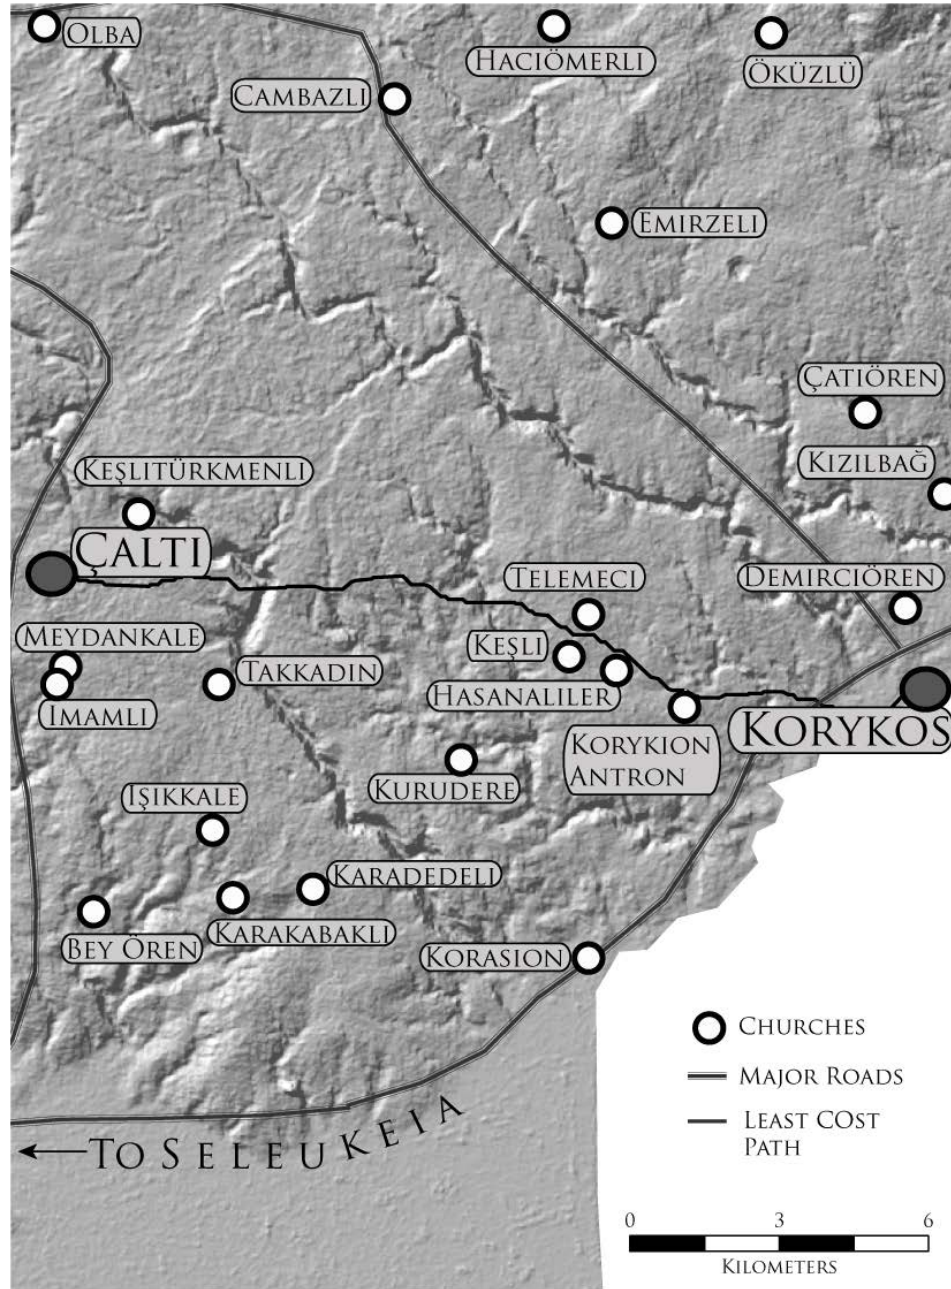 OLBA
HACIÖMERLI
ÖKÜZLÜ
CAMBAZLI
EMIRZELI
ÇATIÖREN
KIZILBAĞ
KEŞLITÜRKMENLI
ÇALTI
TELEMECI
DEMIRCIÖREN
MEYDANKALE
KEŞLI
TAKKADIN
HASANALILER
IMAMLI
KORYKOS
KORYKION
ANTRON
KURUDERE
IŞIKKALE
KARADEDELI
KARAKABAKLI
BEY ÖREN
KORASION
CHURCHES
MAJOR ROADS
LEAST COST
PATH
TO SELEUKEIA
0 3 6
KILOMETERS